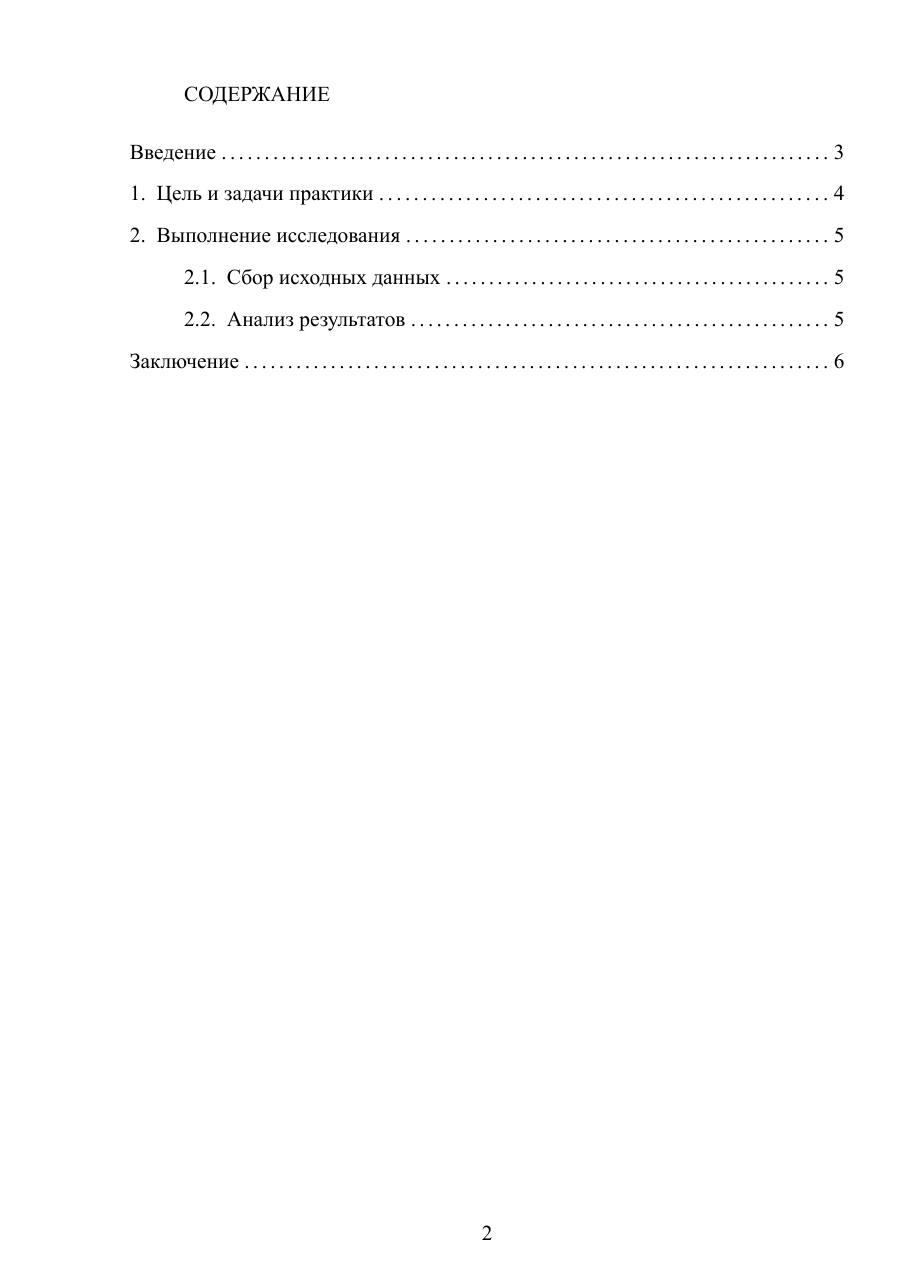 СОДЕРЖАНИЕ
Введение . . . . . . . . . . . . . . . . . . . . . . . . . . . . . . . . . . . . . . . . . . . . . . . . . . . . . . . . . . . . . . . . . . . . . . . 3
1. Цель и задачи практики . . . . . . . . . . . . . . . . . . . . . . . . . . . . . . . . . . . . . . . . . . . . . . . . . . . . 4
2. Выполнение исследования . . . . . . . . . . . . . . . . . . . . . . . . . . . . . . . . . . . . . . . . . . . . . . . . . 5
2.1. Сбор исходных данных . . . . . . . . . . . . . . . . . . . . . . . . . . . . . . . . . . . . . . . . . . . . . 5
2.2. Анализ результатов . . . . . . . . . . . . . . . . . . . . . . . . . . . . . . . . . . . . . . . . . . . . . . . . . 5
Заключение . . . . . . . . . . . . . . . . . . . . . . . . . . . . . . . . . . . . . . . . . . . . . . . . . . . . . . . . . . . . . . . . . . . . 6
2